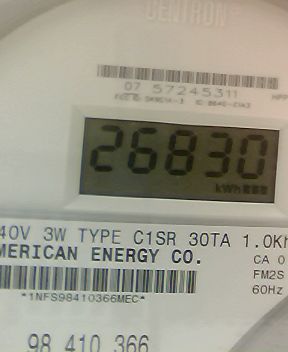 CENTRON
07 57245311
26830
kWh
40V 3W TYPE C1SR 30TA 1.0Kh
MERICAN ENERGY CO.
CA 0
FM2S
60Hz
*1NFS98410366MEC*
98 410 366